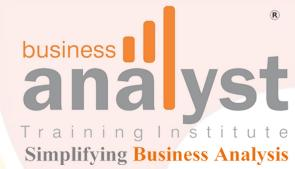 ®
business
analyst
Training Institute
Simplifying Business Analysis